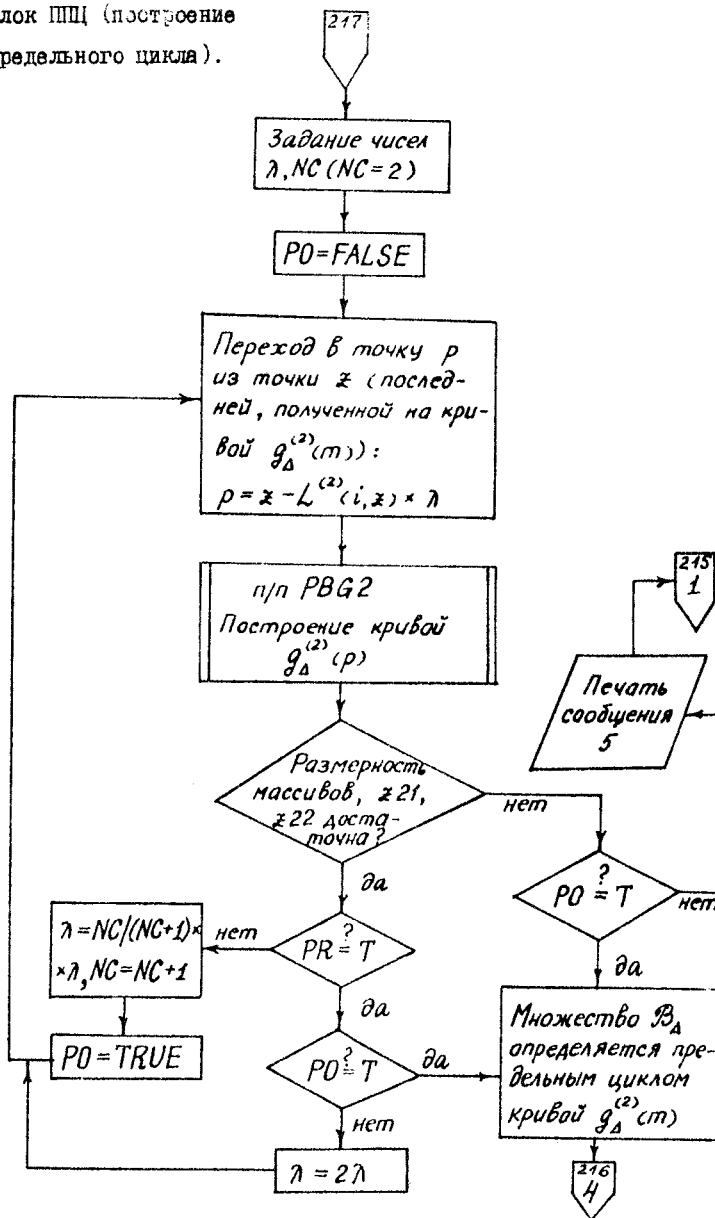 лок ППЦ (построение
редельного цикла).
217
Задание чисел
λ, NC (NC=2)
PO=FALSE
Переход в точку p
из точки z (послед-
ней, полученной на кри-
вой g_Δ^(2)(m)):
p = z - L^(2)(i,z) × λ
п/п PBG2
Построение кривой
g_Δ^(2)(p)
215
1
Печать
сообщения
5
Размерность
массивов, z21,
z22 доста-
точна?
нет
да
PO ?= T
нет
да
λ=NC/(NC+1)×
×λ, NC=NC+1
нет
PR ?= T
да
PO=TRUE
PO ?= T
да
нет
Множество B_Δ
определяется пре-
дельным циклом
кривой g_Δ^(2)(m)
λ = 2λ
216
4